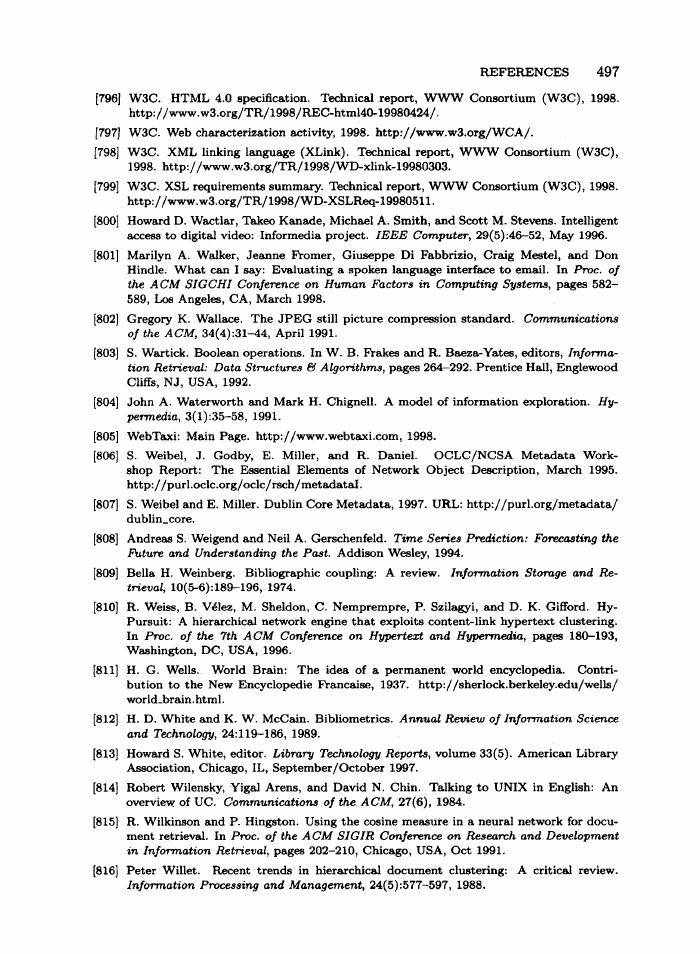 REFERENCES 497
[796] W3C. HTML 4.0 specification. Technical report, WWW Consortium (W3C), 1998.
http://www.w3.org/TR/1998/REC-html40-19980424/.
[797] W3C. Web characterization activity, 1998. http://www.w3.org/WCA/.
[798] W3C. XML linking language (XLink). Technical report, WWW Consortium (W3C),
1998. http://www.w3.org/TR/1998/WD-xlink-19980303.
[799] W3C. XSL requirements summary. Technical report, WWW Consortium (W3C), 1998.
http://www.w3.org/TR/1998/WD-XSLReq-19980511.
[800] Howard D. Wactlar, Takeo Kanade, Michael A. Smith, and Scott M. Stevens. Intelligent
access to digital video: Informedia project. IEEE Computer, 29(5):46–52, May 1996.
[801] Marilyn A. Walker, Jeanne Fromer, Giuseppe Di Fabbrizio, Craig Mestel, and Don
Hindle. What can I say: Evaluating a spoken language interface to email. In Proc. of
the ACM SIGCHI Conference on Human Factors in Computing Systems, pages 582–
589, Los Angeles, CA, March 1998.
[802] Gregory K. Wallace. The JPEG still picture compression standard. Communications
of the ACM, 34(4):31–44, April 1991.
[803] S. Wartick. Boolean operations. In W. B. Frakes and R. Baeza-Yates, editors, Informa-
tion Retrieval: Data Structures & Algorithms, pages 264–292. Prentice Hall, Englewood
Cliffs, NJ, USA, 1992.
[804] John A. Waterworth and Mark H. Chignell. A model of information exploration. Hy-
permedia, 3(1):35–58, 1991.
[805] WebTaxi: Main Page. http://www.webtaxi.com, 1998.
[806] S. Weibel, J. Godby, E. Miller, and R. Daniel. OCLC/NCSA Metadata Work-
shop Report: The Essential Elements of Network Object Description, March 1995.
http://purl.oclc.org/oclc/rsch/metadataI.
[807] S. Weibel and E. Miller. Dublin Core Metadata, 1997. URL: http://purl.org/metadata/
dublin_core.
[808] Andreas S. Weigend and Neil A. Gerschenfeld. Time Series Prediction: Forecasting the
Future and Understanding the Past. Addison Wesley, 1994.
[809] Bella H. Weinberg. Bibliographic coupling: A review. Information Storage and Re-
trieval, 10(5-6):189–196, 1974.
[810] R. Weiss, B. Vélez, M. Sheldon, C. Nemprempre, P. Szilagyi, and D. K. Gifford. Hy-
Pursuit: A hierarchical network engine that exploits content-link hypertext clustering.
In Proc. of the 7th ACM Conference on Hypertext and Hypermedia, pages 180–193,
Washington, DC, USA, 1996.
[811] H. G. Wells. World Brain: The idea of a permanent world encyclopedia. Contri-
bution to the New Encyclopedie Francaise, 1937. http://sherlock.berkeley.edu/wells/
world_brain.html.
[812] H. D. White and K. W. McCain. Bibliometrics. Annual Review of Information Science
and Technology, 24:119–186, 1989.
[813] Howard S. White, editor. Library Technology Reports, volume 33(5). American Library
Association, Chicago, IL, September/October 1997.
[814] Robert Wilensky, Yigal Arens, and David N. Chin. Talking to UNIX in English: An
overview of UC. Communications of the ACM, 27(6), 1984.
[815] R. Wilkinson and P. Hingston. Using the cosine measure in a neural network for docu-
ment retrieval. In Proc. of the ACM SIGIR Conference on Research and Development
in Information Retrieval, pages 202–210, Chicago, USA, Oct 1991.
[816] Peter Willet. Recent trends in hierarchical document clustering: A critical review.
Information Processing and Management, 24(5):577–597, 1988.